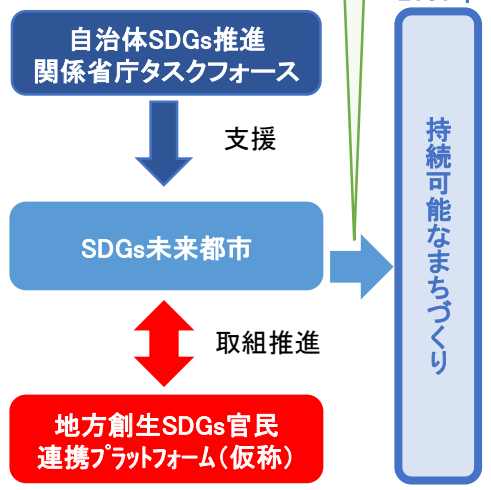 自治体SDGs推進
関係省庁タスクフォース
支援
SDGs未来都市
取組推進
地方創生SDGs官民
連携プラットフォーム（仮称）
持続可能なまちづくり